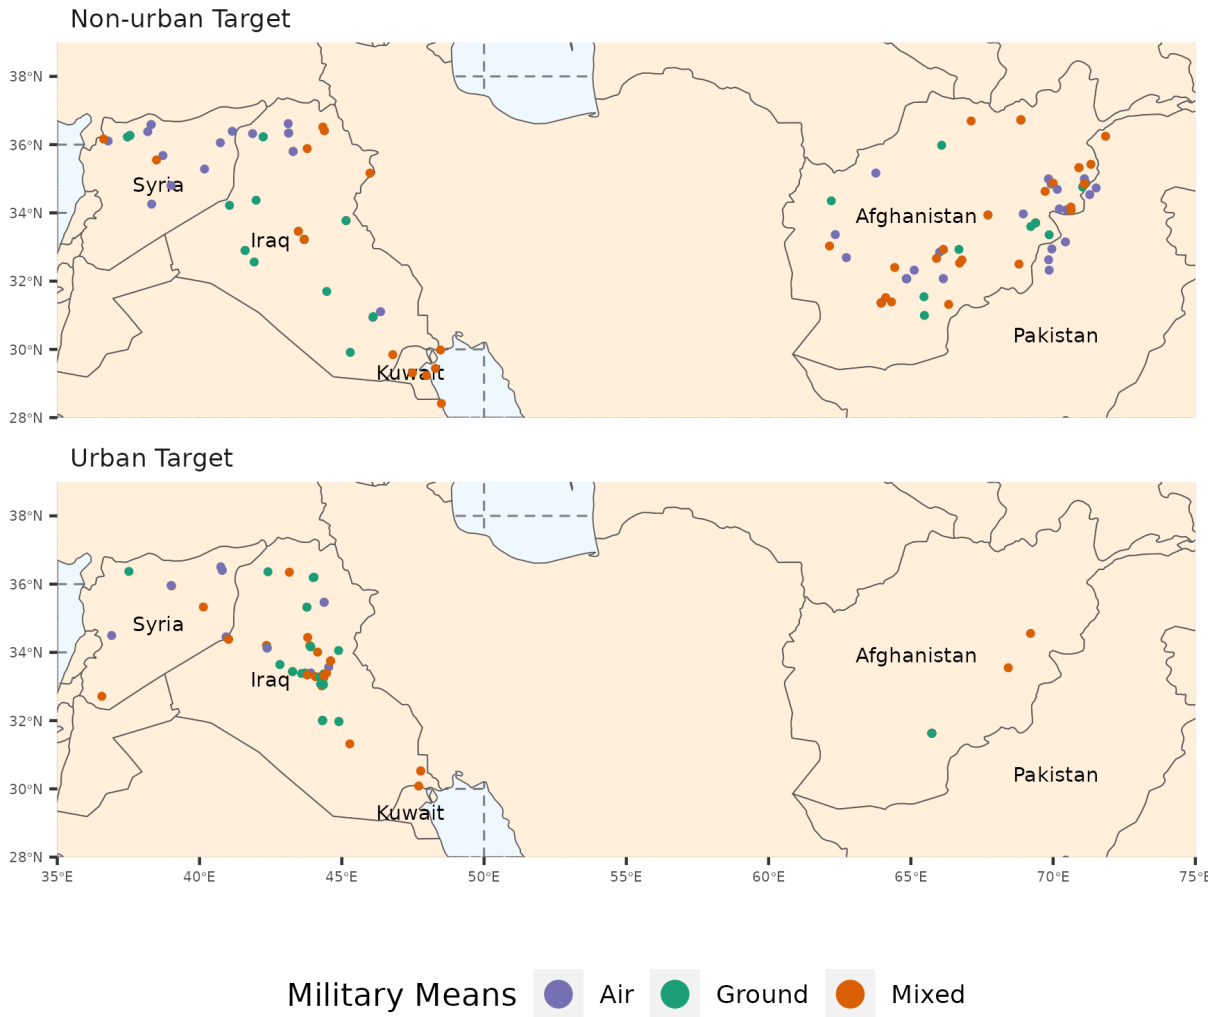 Non-urban Target
38°N
36°N
34°N
32°N
30°N
28°N
Syria
Iraq
Kuwait
Afghanistan
Pakistan
Urban Target
38°N
36°N
34°N
32°N
30°N
28°N
Syria
Iraq
Kuwait
Afghanistan
Pakistan
35°E 40°E 45°E 50°E 55°E 60°E 65°E 70°E 75°E
Military Means Air Ground Mixed